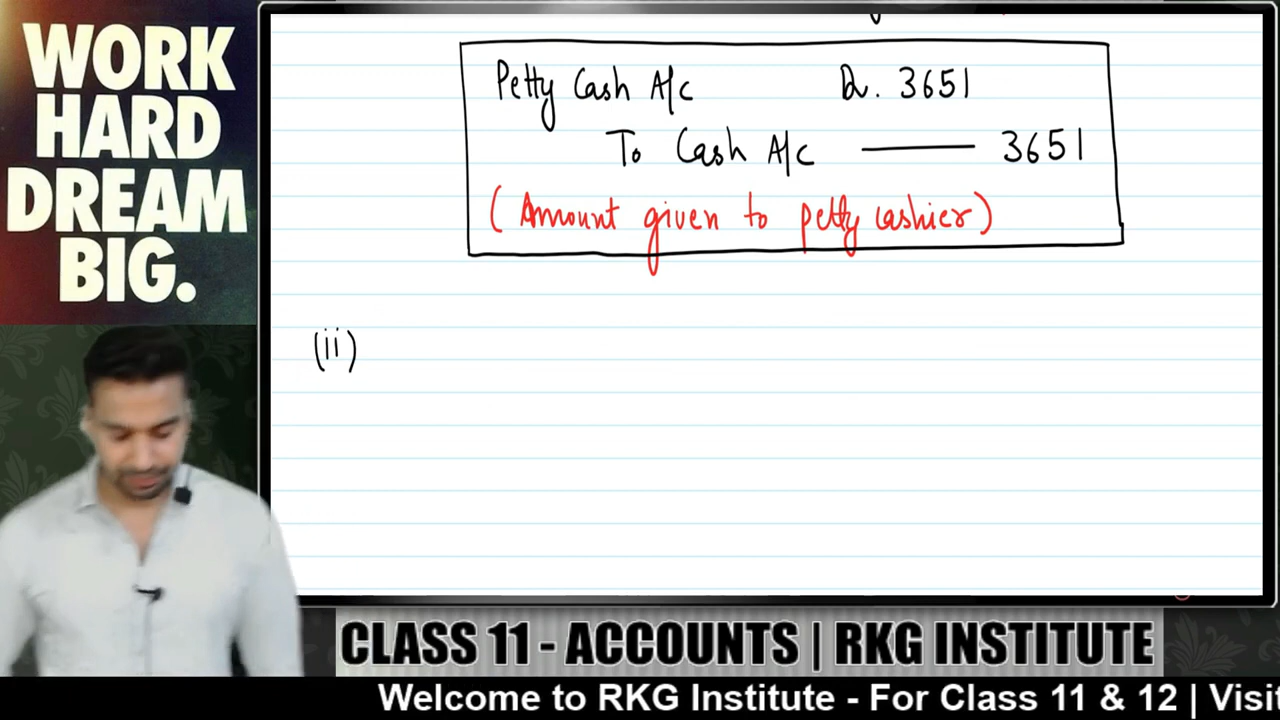 WORK
HARD
DREAM
BIG.
Petty Cash A/c Dr. 3651
To Cash A/c 3651
(Amount given to petty cashier)
(ii)
CLASS 11 - ACCOUNTS | RKG INSTITUTE
Welcome to RKG Institute - For Class 11 & 12 | Visit